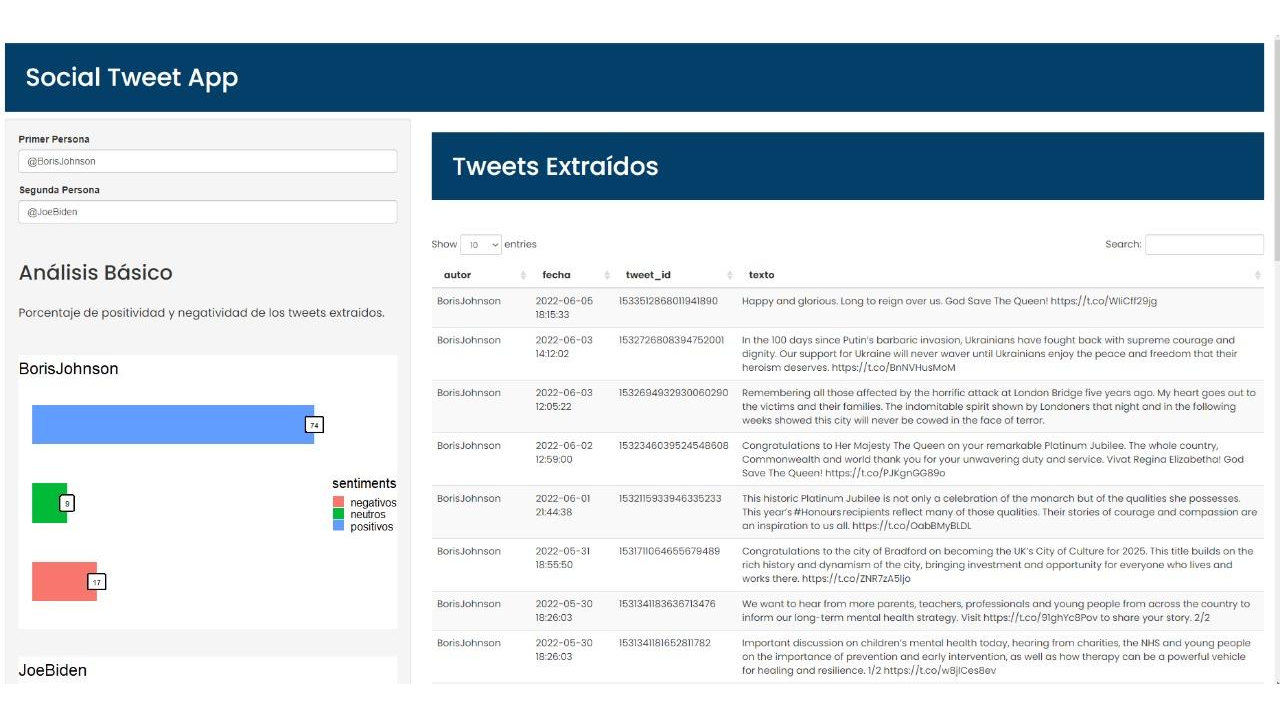 Social Tweet App
Primer Persona
@BorisJohnson
Segunda Persona
@JoeBiden
Análisis Básico
Porcentaje de positividad y negatividad de los tweets extraidos.
BorisJohnson
74
9
17
sentiments
negativos
neutros
positivos
JoeBiden
Tweets Extraídos
Show 10 entries
Search:
autor fecha tweet_id texto
BorisJohnson 2022-06-05 1533512868011941890 Happy and glorious. Long to reign over us. God Save The Queen! https://t.co/WIiCff29jg
18:15:33
BorisJohnson 2022-06-03 1532726808394752001 In the 100 days since Putin's barbaric invasion, Ukrainians have fought back with supreme courage and
14:12:02 dignity. Our support for Ukraine will never waver until Ukrainians enjoy the peace and freedom that their
heroism deserves. https://t.co/BnNVHusMoM
BorisJohnson 2022-06-03 1532694932930060290 Remembering all those affected by the horrific attack at London Bridge five years ago. My heart goes out to
12:05:22 the victims and their families. The indomitable spirit shown by Londoners that night and in the following
weeks showed this city will never be cowed in the face of terror.
BorisJohnson 2022-06-02 1532346039524548608 Congratulations to Her Majesty The Queen on your remarkable Platinum Jubilee. The whole country,
12:59:00 Commonwealth and world thank you for your unwavering duty and service. Vivat Regina Elizabetha! God
Save The Queen! https://t.co/PJKgnGG89o
BorisJohnson 2022-06-01 1532115933946335233 This historic Platinum Jubilee is not only a celebration of the monarch but of the qualities she possesses.
21:44:38 This year's #Honours recipients reflect many of those qualities. Their stories of courage and compassion are
an inspiration to us all. https://t.co/OabBMyBLDL
BorisJohnson 2022-05-31 1531711064655679489 Congratulations to the city of Bradford on becoming the UK's City of Culture for 2025. This title builds on the
18:55:50 rich history and dynamism of the city, bringing investment and opportunity for everyone who lives and
works there. https://t.co/ZNR7zA5Ijo
BorisJohnson 2022-05-30 1531341183636713476 We want to hear from more parents, teachers, professionals and young people from across the country to
18:26:03 inform our long-term mental health strategy. Visit https://t.co/91ghYc8Pov to share your story. 2/2
BorisJohnson 2022-05-30 1531341181652811782 Important discussion on children's mental health today, hearing from charities, the NHS and young people
18:26:03 on the importance of prevention and early intervention, as well as how therapy can be a powerful vehicle
for healing and resilience. 1/2 https://t.co/w8jICes8ev